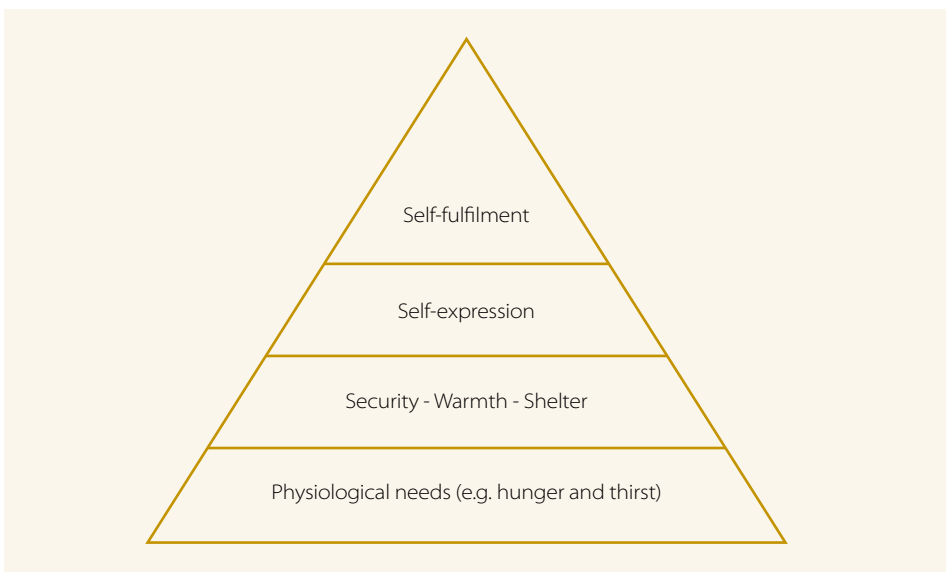 Self-fulfilment
Self-expression
Security - Warmth - Shelter
Physiological needs (e.g. hunger and thirst)